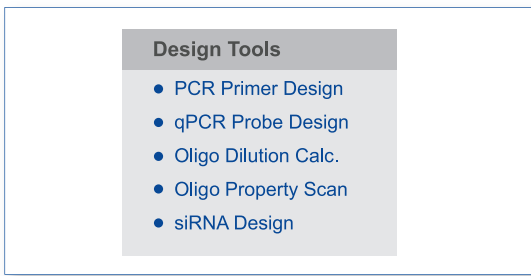 Design Tools
PCR Primer Design
qPCR Probe Design
Oligo Dilution Calc.
Oligo Property Scan
siRNA Design